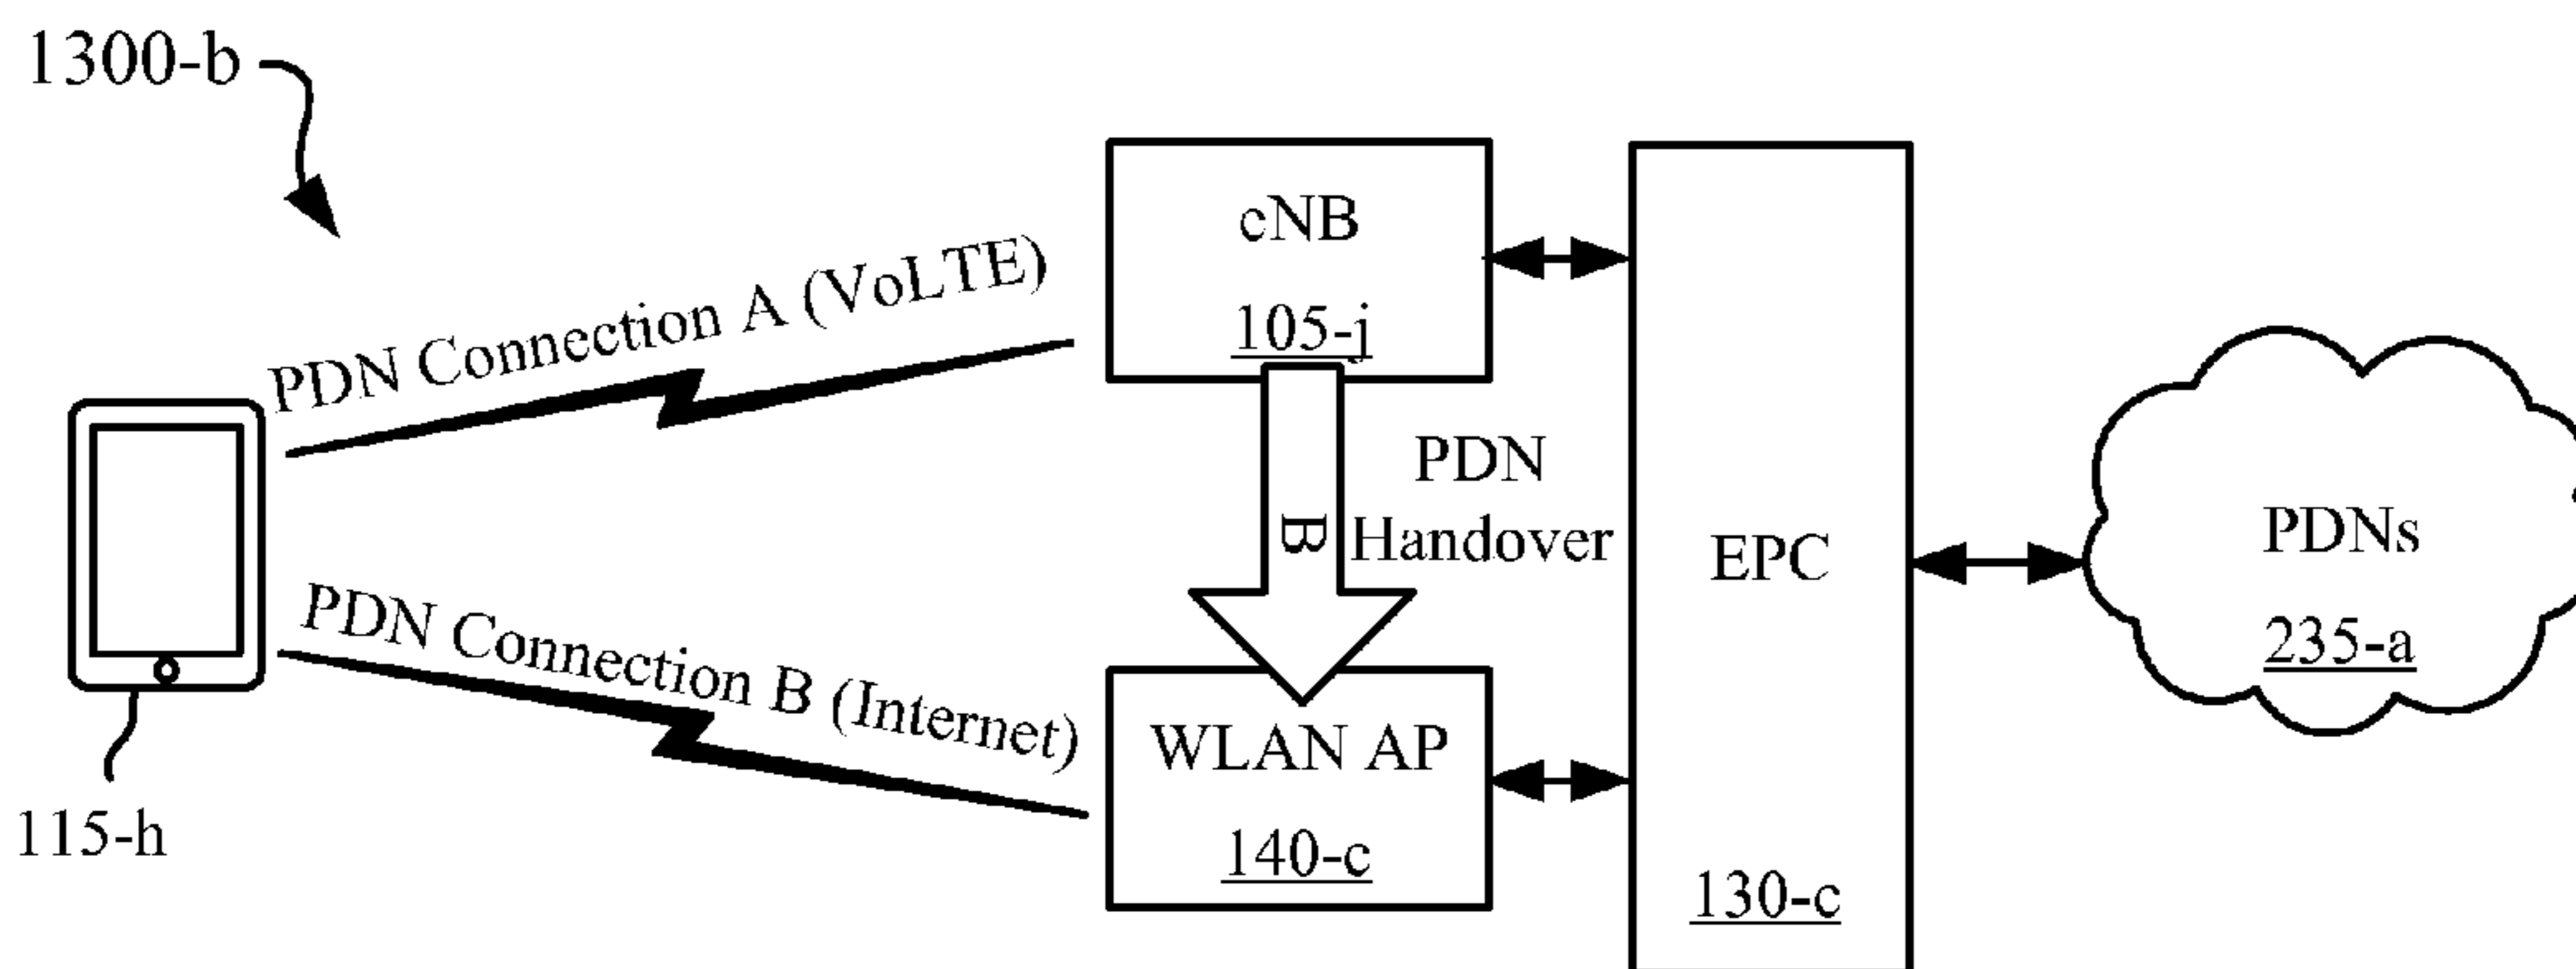 1300-b
PDN Connection A (VoLTE)
cNB
105-j
PDN
Handover
B
EPC
130-c
PDNs
235-a
PDN Connection B (Internet)
WLAN AP
140-c
115-h